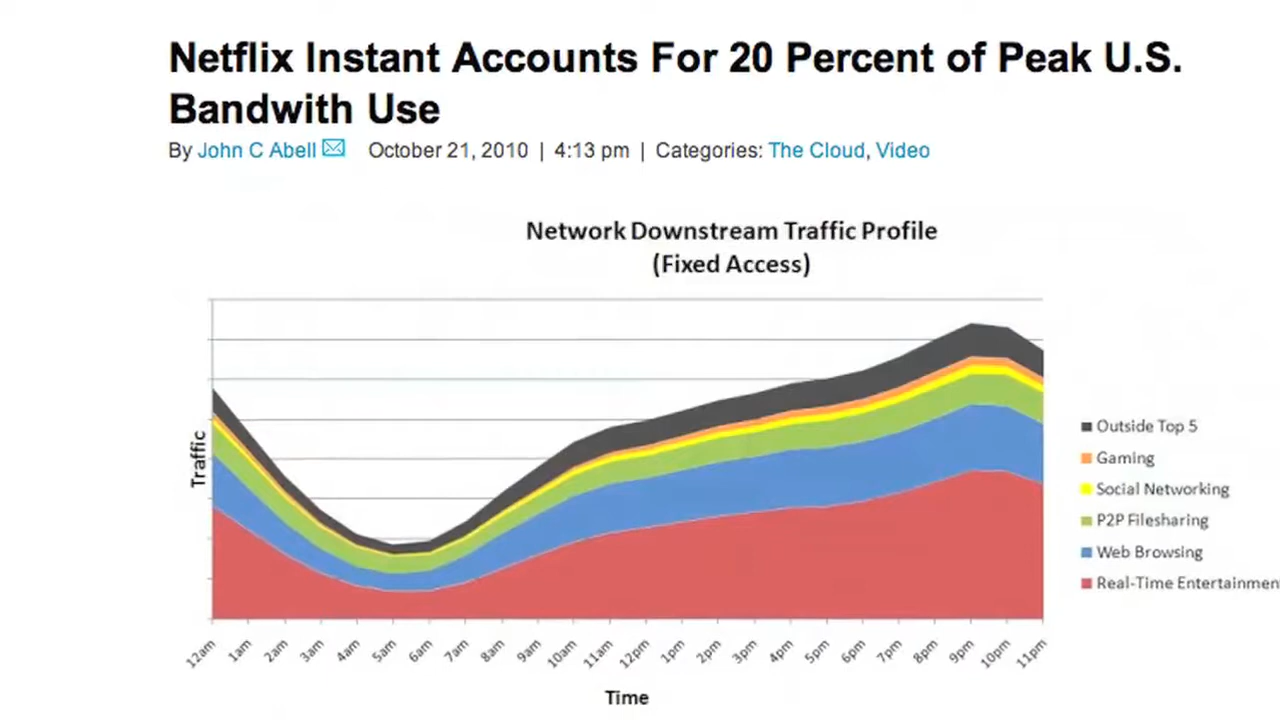 Netflix Instant Accounts For 20 Percent of Peak U.S.
Bandwith Use
By John C Abell October 21, 2010 | 4:13 pm | Categories: The Cloud, Video
Network Downstream Traffic Profile
(Fixed Access)
Traffic
Outside Top 5
Gaming
Social Networking
P2P Filesharing
Web Browsing
Real-Time Entertainmen
12am 1am 2am 3am 4am 5am 6am 7am 8am 9am 10am 11am 12pm 1pm 2pm 3pm 4pm 5pm 6pm 7pm 8pm 9pm 10pm 11pm
Time